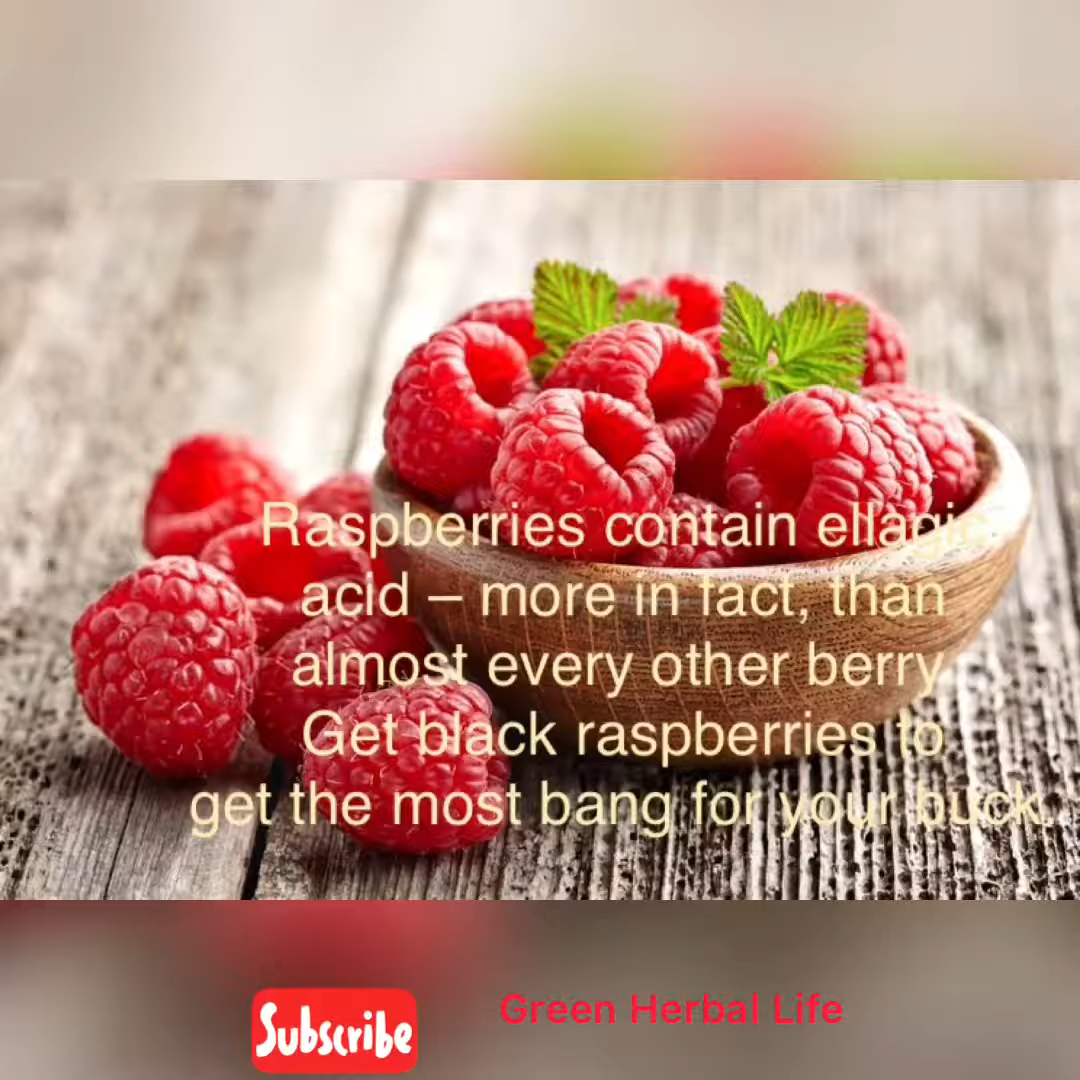 Raspberries contain ellagic
acid – more in fact, than
almost every other berry.
Get black raspberries to
get the most bang for your buck.
Subscribe
Green Herbal Life